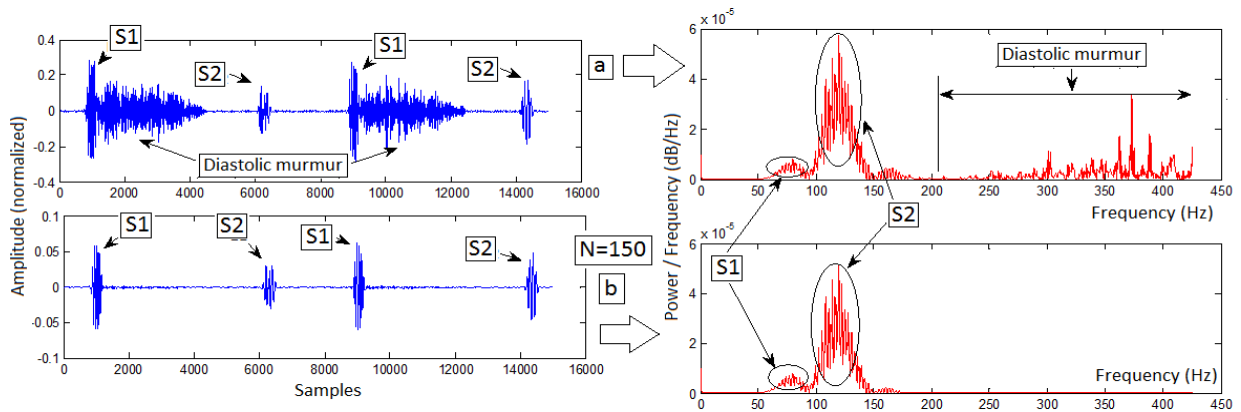 S1
S2
S1
S2
a
Diastolic murmur
0.4
0.2
0
-0.2
-0.4
0 2000 4000 6000 8000 10000 12000 14000 16000
Amplitude (normalized)
S1
S2
S1
S2
N=150
b
0.1
0.05
0
-0.05
-0.1
0 2000 4000 6000 8000 10000 12000 14000 16000
Samples
x 10-5
Diastolic murmur
6
4
2
0
0 50 100 150 200 250 300 350 400 450
Frequency (Hz)
Power / Frequency (dB/Hz)
S2
S1
x 10-5
6
4
2
0
Frequency (Hz)
0 50 100 150 200 250 300 350 400 450